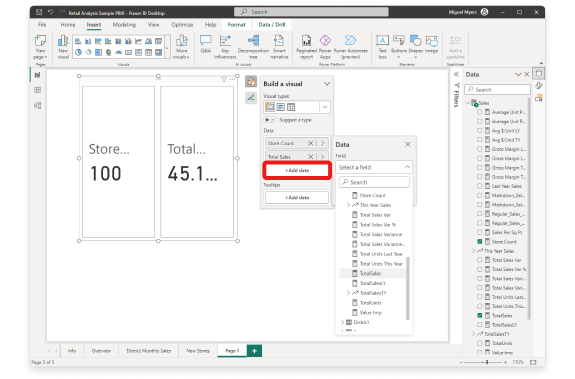 Retail Analysis Sample PBIX - Power BI Desktop
Search
Miguel Myers
File Home Insert Modeling View Optimize Help Format Data / Drill
New page
New visual
More visuals
Q&A
Key influencers
Decomposition tree
Smart narrative
Paginated report
Power Apps
Power Automate (preview)
Text box
Buttons
Shapes
Image
Add a sparkline
Pages
Visuals
AI visuals
Power Platform
Elements
Sparklines
Store...
100
Total...
45.1...
Build a visual
Visual types
Suggest a type
Data
Store Count
Total Sales
+Add data
Tooltips
+Add data
Data
Field
Select a field
Search
Store Count
This Year Sales
Total Sales Var
Total Sales Var %
Total Sales Variance
Total Sales Variance...
Total Units Last Year
Total Units This Year
TotalSales
TotalSalesLY
TotalSalesTY
TotalUnits
Value tmp
District
Filters
Data
Search
Sales
Average Unit P...
Average Unit P...
Avg $/Unit LY
Avg $/Unit TY
Gross Margin L...
Gross Margin L...
Gross Margin T...
Gross Margin T...
Last Year Sales
Markdown_Sal...
Markdown_Sal...
Regular_Sales_...
Regular_Sales_...
Sales Per Sq Ft
Store Count
This Year Sales
Total Sales Var
Total Sales Var %
Total Sales Vari...
Total Sales Vari...
Total Units Last...
Total Units This...
TotalSales
TotalSalesLY
TotalSalesTY
TotalUnits
Value tmp
Info Overview District Monthly Sales New Stores Page 1 +
Page 5 of 5
170%